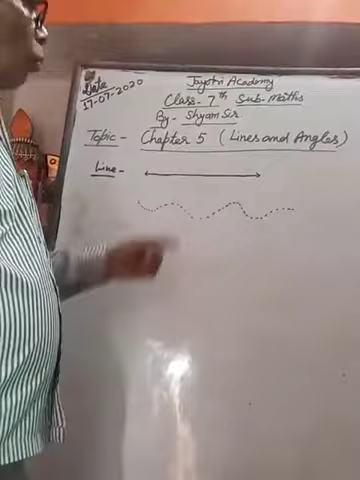 Date
17-07-2020
Jayotri Academy
Class- 7th Sub- Maths
By- Shyam Sir
Topic - Chapter 5 (Lines and Angles)
Line -